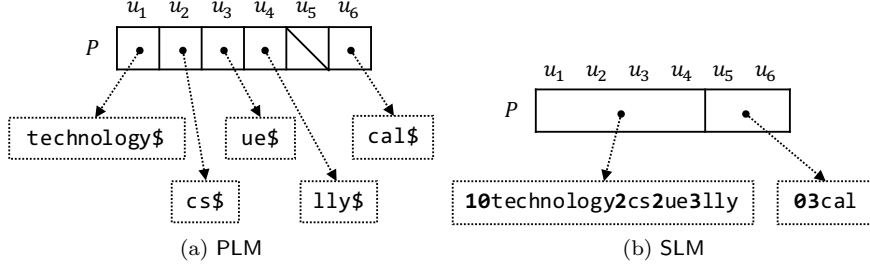 u1 u2 u3 u4 u5 u6
P
technology$
ue$
cal$
cs$
lly$
(a) PLM
u1 u2 u3 u4 u5 u6
P
10technology2cs2ue3lly
03cal
(b) SLM